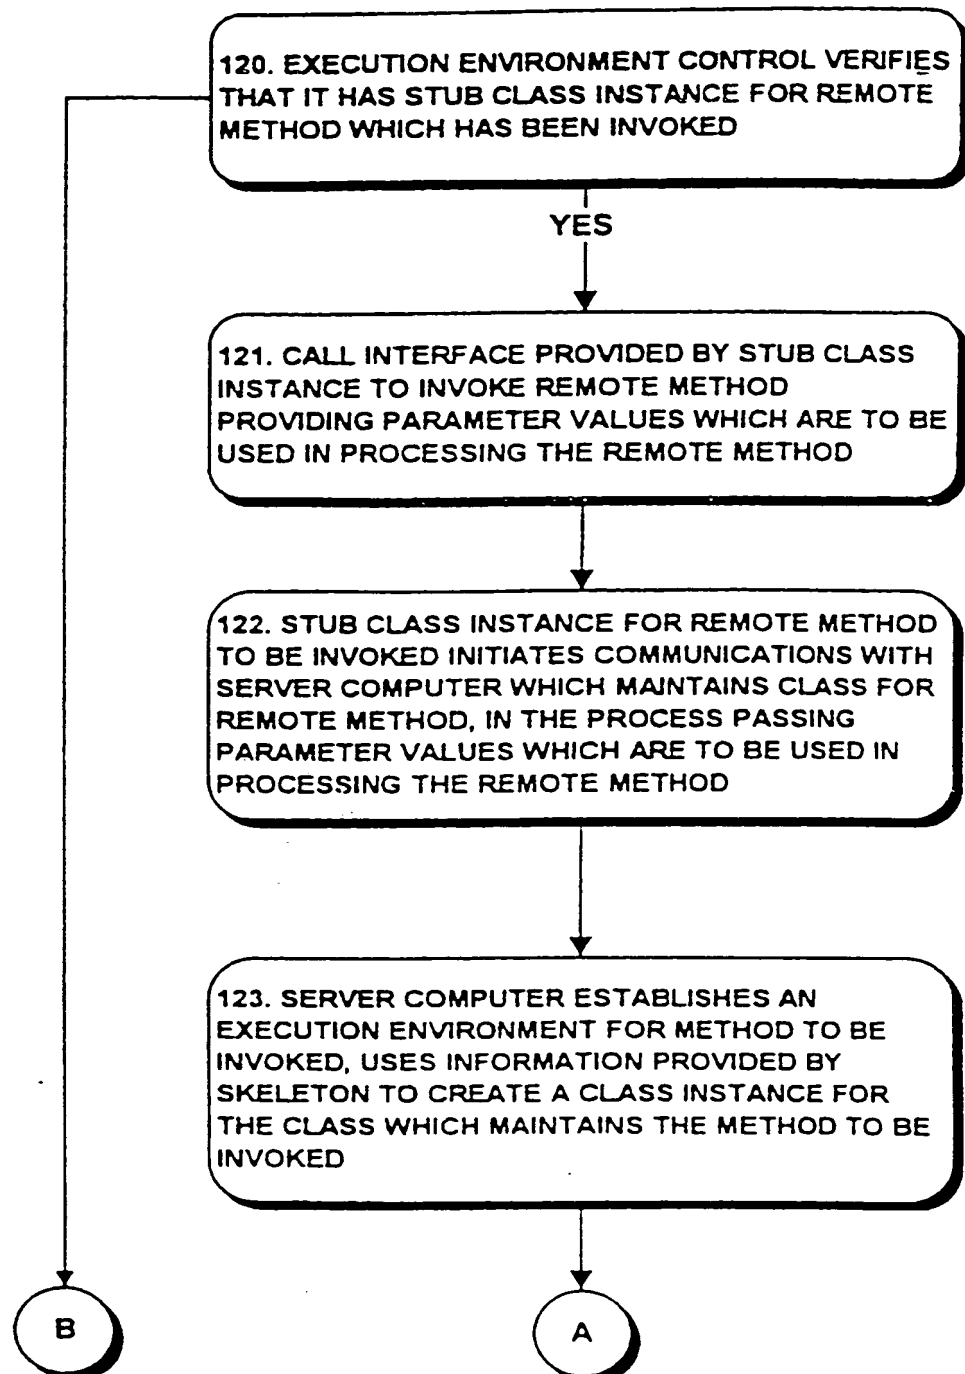 120. EXECUTION ENVIRONMENT CONTROL VERIFIES
THAT IT HAS STUB CLASS INSTANCE FOR REMOTE
METHOD WHICH HAS BEEN INVOKED
YES
121. CALL INTERFACE PROVIDED BY STUB CLASS
INSTANCE TO INVOKE REMOTE METHOD
PROVIDING PARAMETER VALUES WHICH ARE TO BE
USED IN PROCESSING THE REMOTE METHOD
122. STUB CLASS INSTANCE FOR REMOTE METHOD
TO BE INVOKED INITIATES COMMUNICATIONS WITH
SERVER COMPUTER WHICH MAINTAINS CLASS FOR
REMOTE METHOD, IN THE PROCESS PASSING
PARAMETER VALUES WHICH ARE TO BE USED IN
PROCESSING THE REMOTE METHOD
123. SERVER COMPUTER ESTABLISHES AN
EXECUTION ENVIRONMENT FOR METHOD TO BE
INVOKED, USES INFORMATION PROVIDED BY
SKELETON TO CREATE A CLASS INSTANCE FOR
THE CLASS WHICH MAINTAINS THE METHOD TO BE
INVOKED
B
A